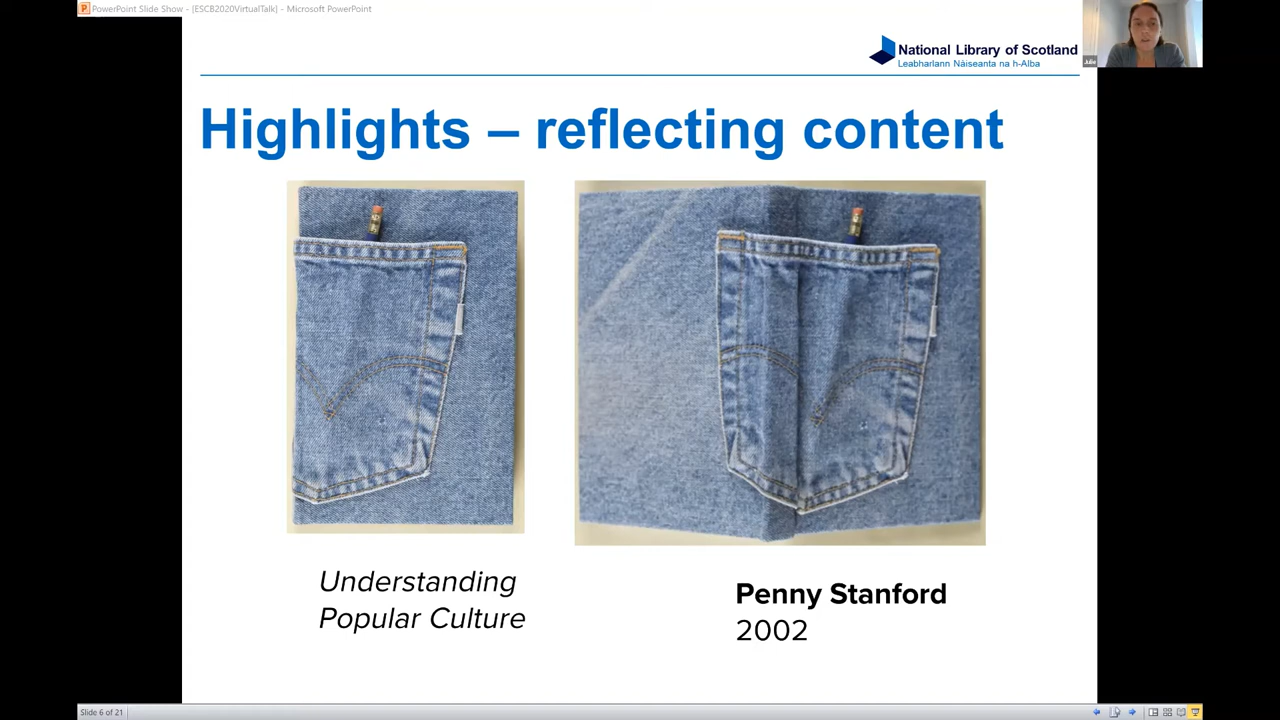 PowerPoint Slide Show - [ESCB2020VirtualTalk] - Microsoft PowerPoint
National Library of Scotland
Leabharlann Nàiseanta na h-Alba
Julie
Highlights – reflecting content
Understanding
Popular Culture
Penny Stanford
2002
Slide 6 of 21